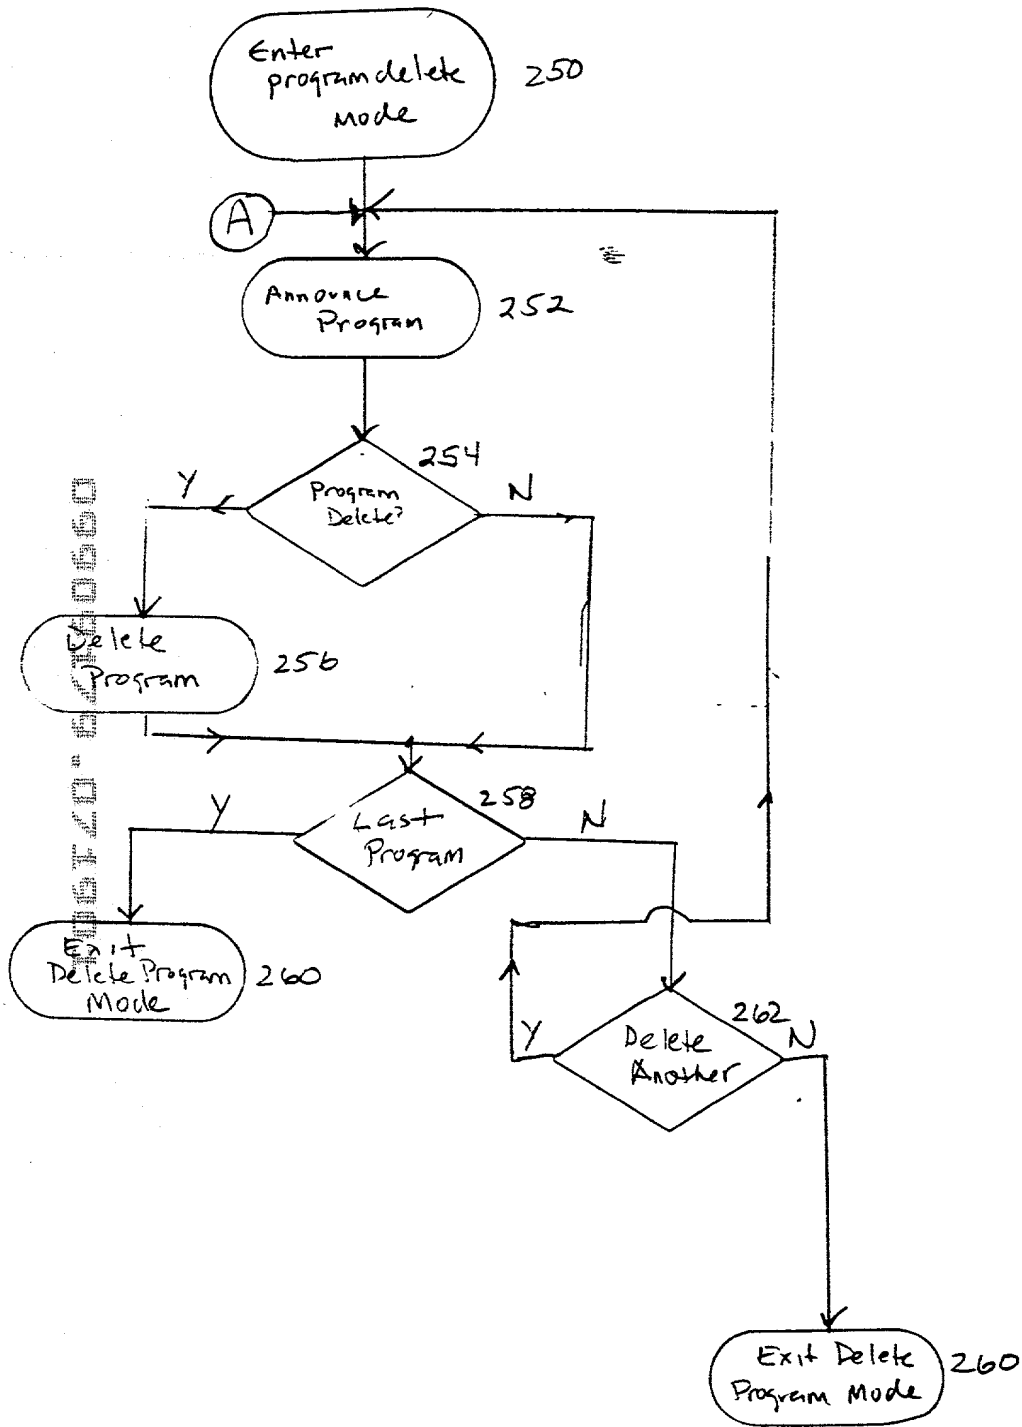 Enter
program delete
Mode
250
A
Announce
Program
252
254
Y
N
Program
Delete?
Delete
Program
256
258
Y
N
Last
Program
Exit
Delete Program
Mode
260
262
Y
N
Delete
Another
Exit Delete
Program Mode
260